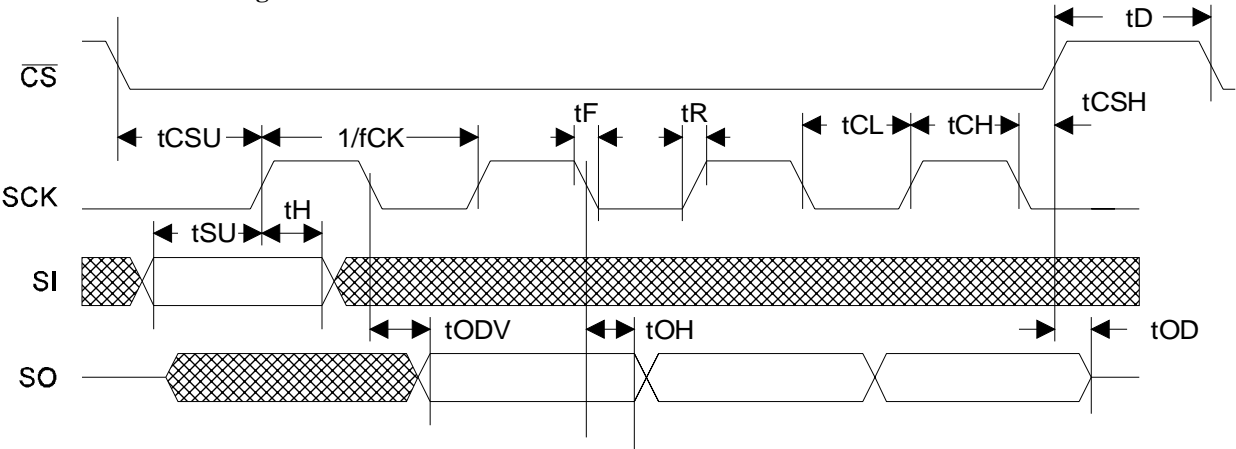 tD
CS
tCSH
tF
tR
tCSU
1/fCK
tCL
tCH
SCK
tH
tSU
SI
tODV
tOH
tOD
SO